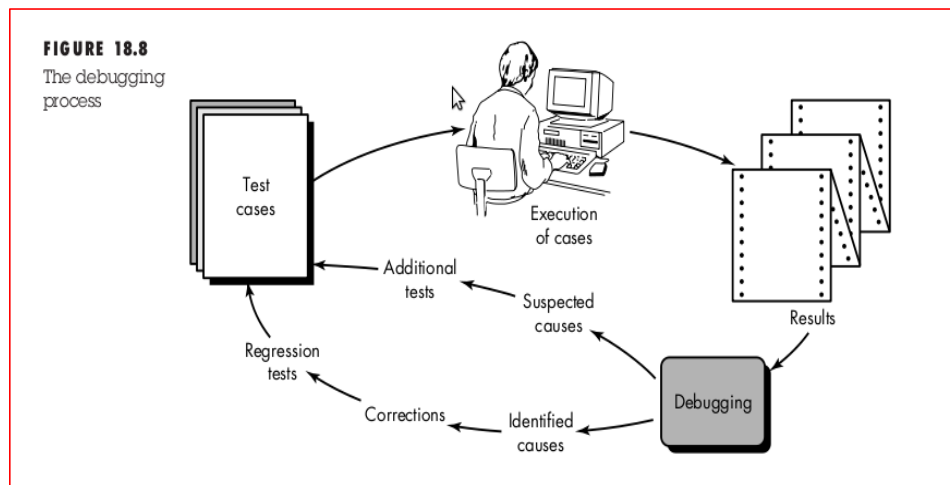 FIGURE 18.8
The debugging
process
Test
cases
Execution
of cases
Additional
tests
Suspected
causes
Results
Regression
tests
Debugging
Corrections
Identified
causes